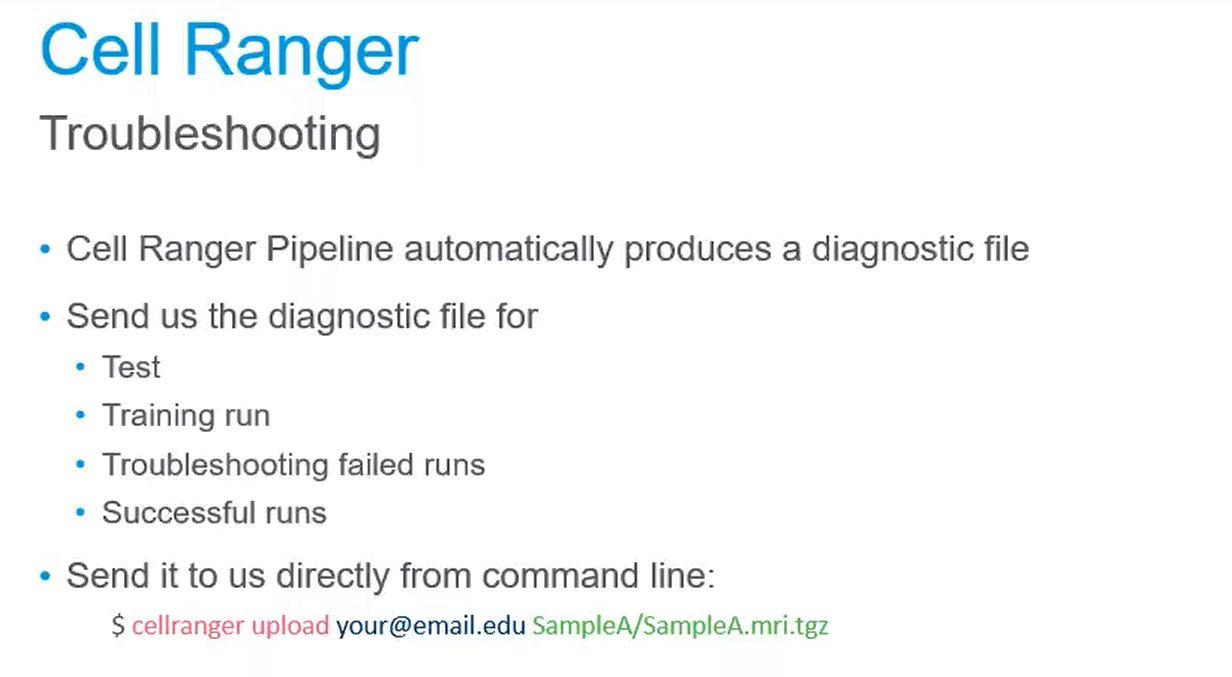 Cell Ranger
Troubleshooting
• Cell Ranger Pipeline automatically produces a diagnostic file
• Send us the diagnostic file for
• Test
• Training run
• Troubleshooting failed runs
• Successful runs
• Send it to us directly from command line:
$ cellranger upload your@email.edu SampleA/SampleA.mri.tgz